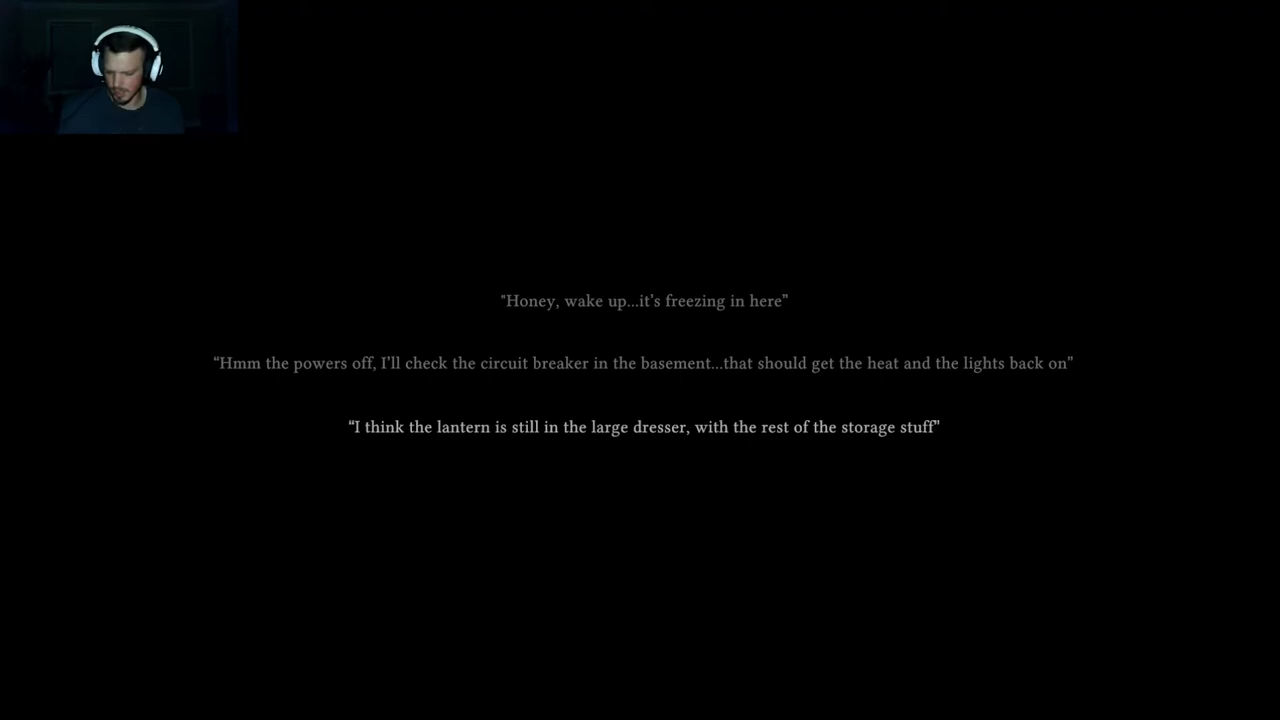 "Honey, wake up...it’s freezing in here”
“Hmm the powers off, I’ll check the circuit breaker in the basement...that should get the heat and the lights back on”
“I think the lantern is still in the large dresser, with the rest of the storage stuff”